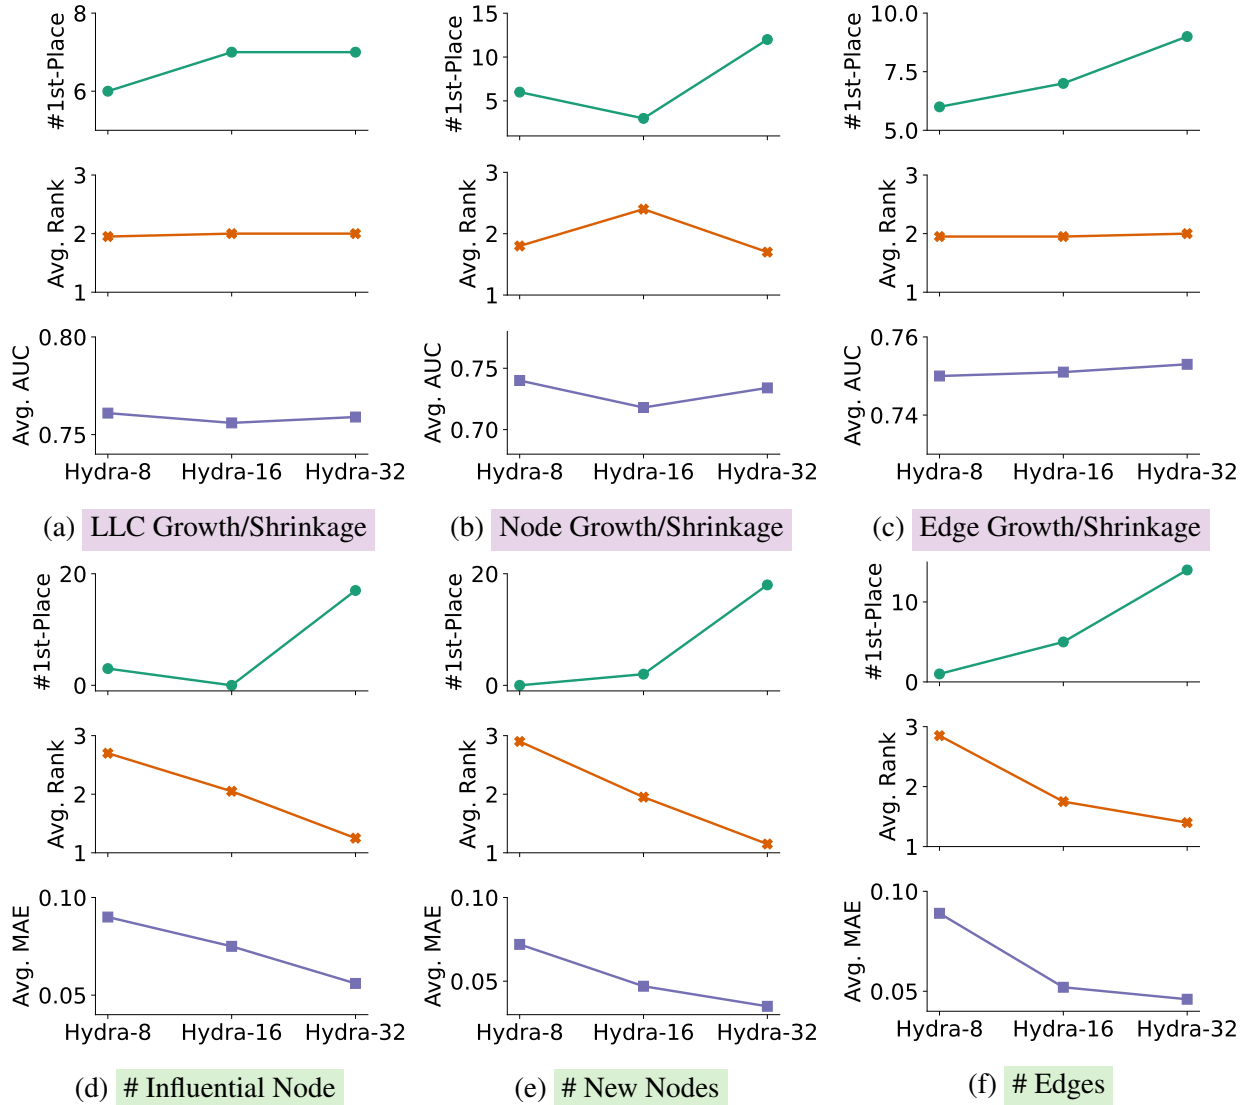 #1st-Place
8
6
Avg. Rank
3
2
1
Avg. AUC
0.80
0.75
Hydra-8 Hydra-16 Hydra-32
(a) LLC Growth/Shrinkage
#1st-Place
15
10
5
Avg. Rank
3
2
1
Avg. AUC
0.75
0.70
Hydra-8 Hydra-16 Hydra-32
(b) Node Growth/Shrinkage
#1st-Place
10.0
7.5
5.0
Avg. Rank
3
2
1
Avg. AUC
0.76
0.74
Hydra-8 Hydra-16 Hydra-32
(c) Edge Growth/Shrinkage
#1st-Place
20
0
Avg. Rank
3
2
1
Avg. MAE
0.10
0.05
Hydra-8 Hydra-16 Hydra-32
(d) # Influential Node
#1st-Place
20
0
Avg. Rank
3
2
1
Avg. MAE
0.10
0.05
Hydra-8 Hydra-16 Hydra-32
(e) # New Nodes
#1st-Place
10
0
Avg. Rank
3
2
1
Avg. MAE
0.10
0.05
Hydra-8 Hydra-16 Hydra-32
(f) # Edges